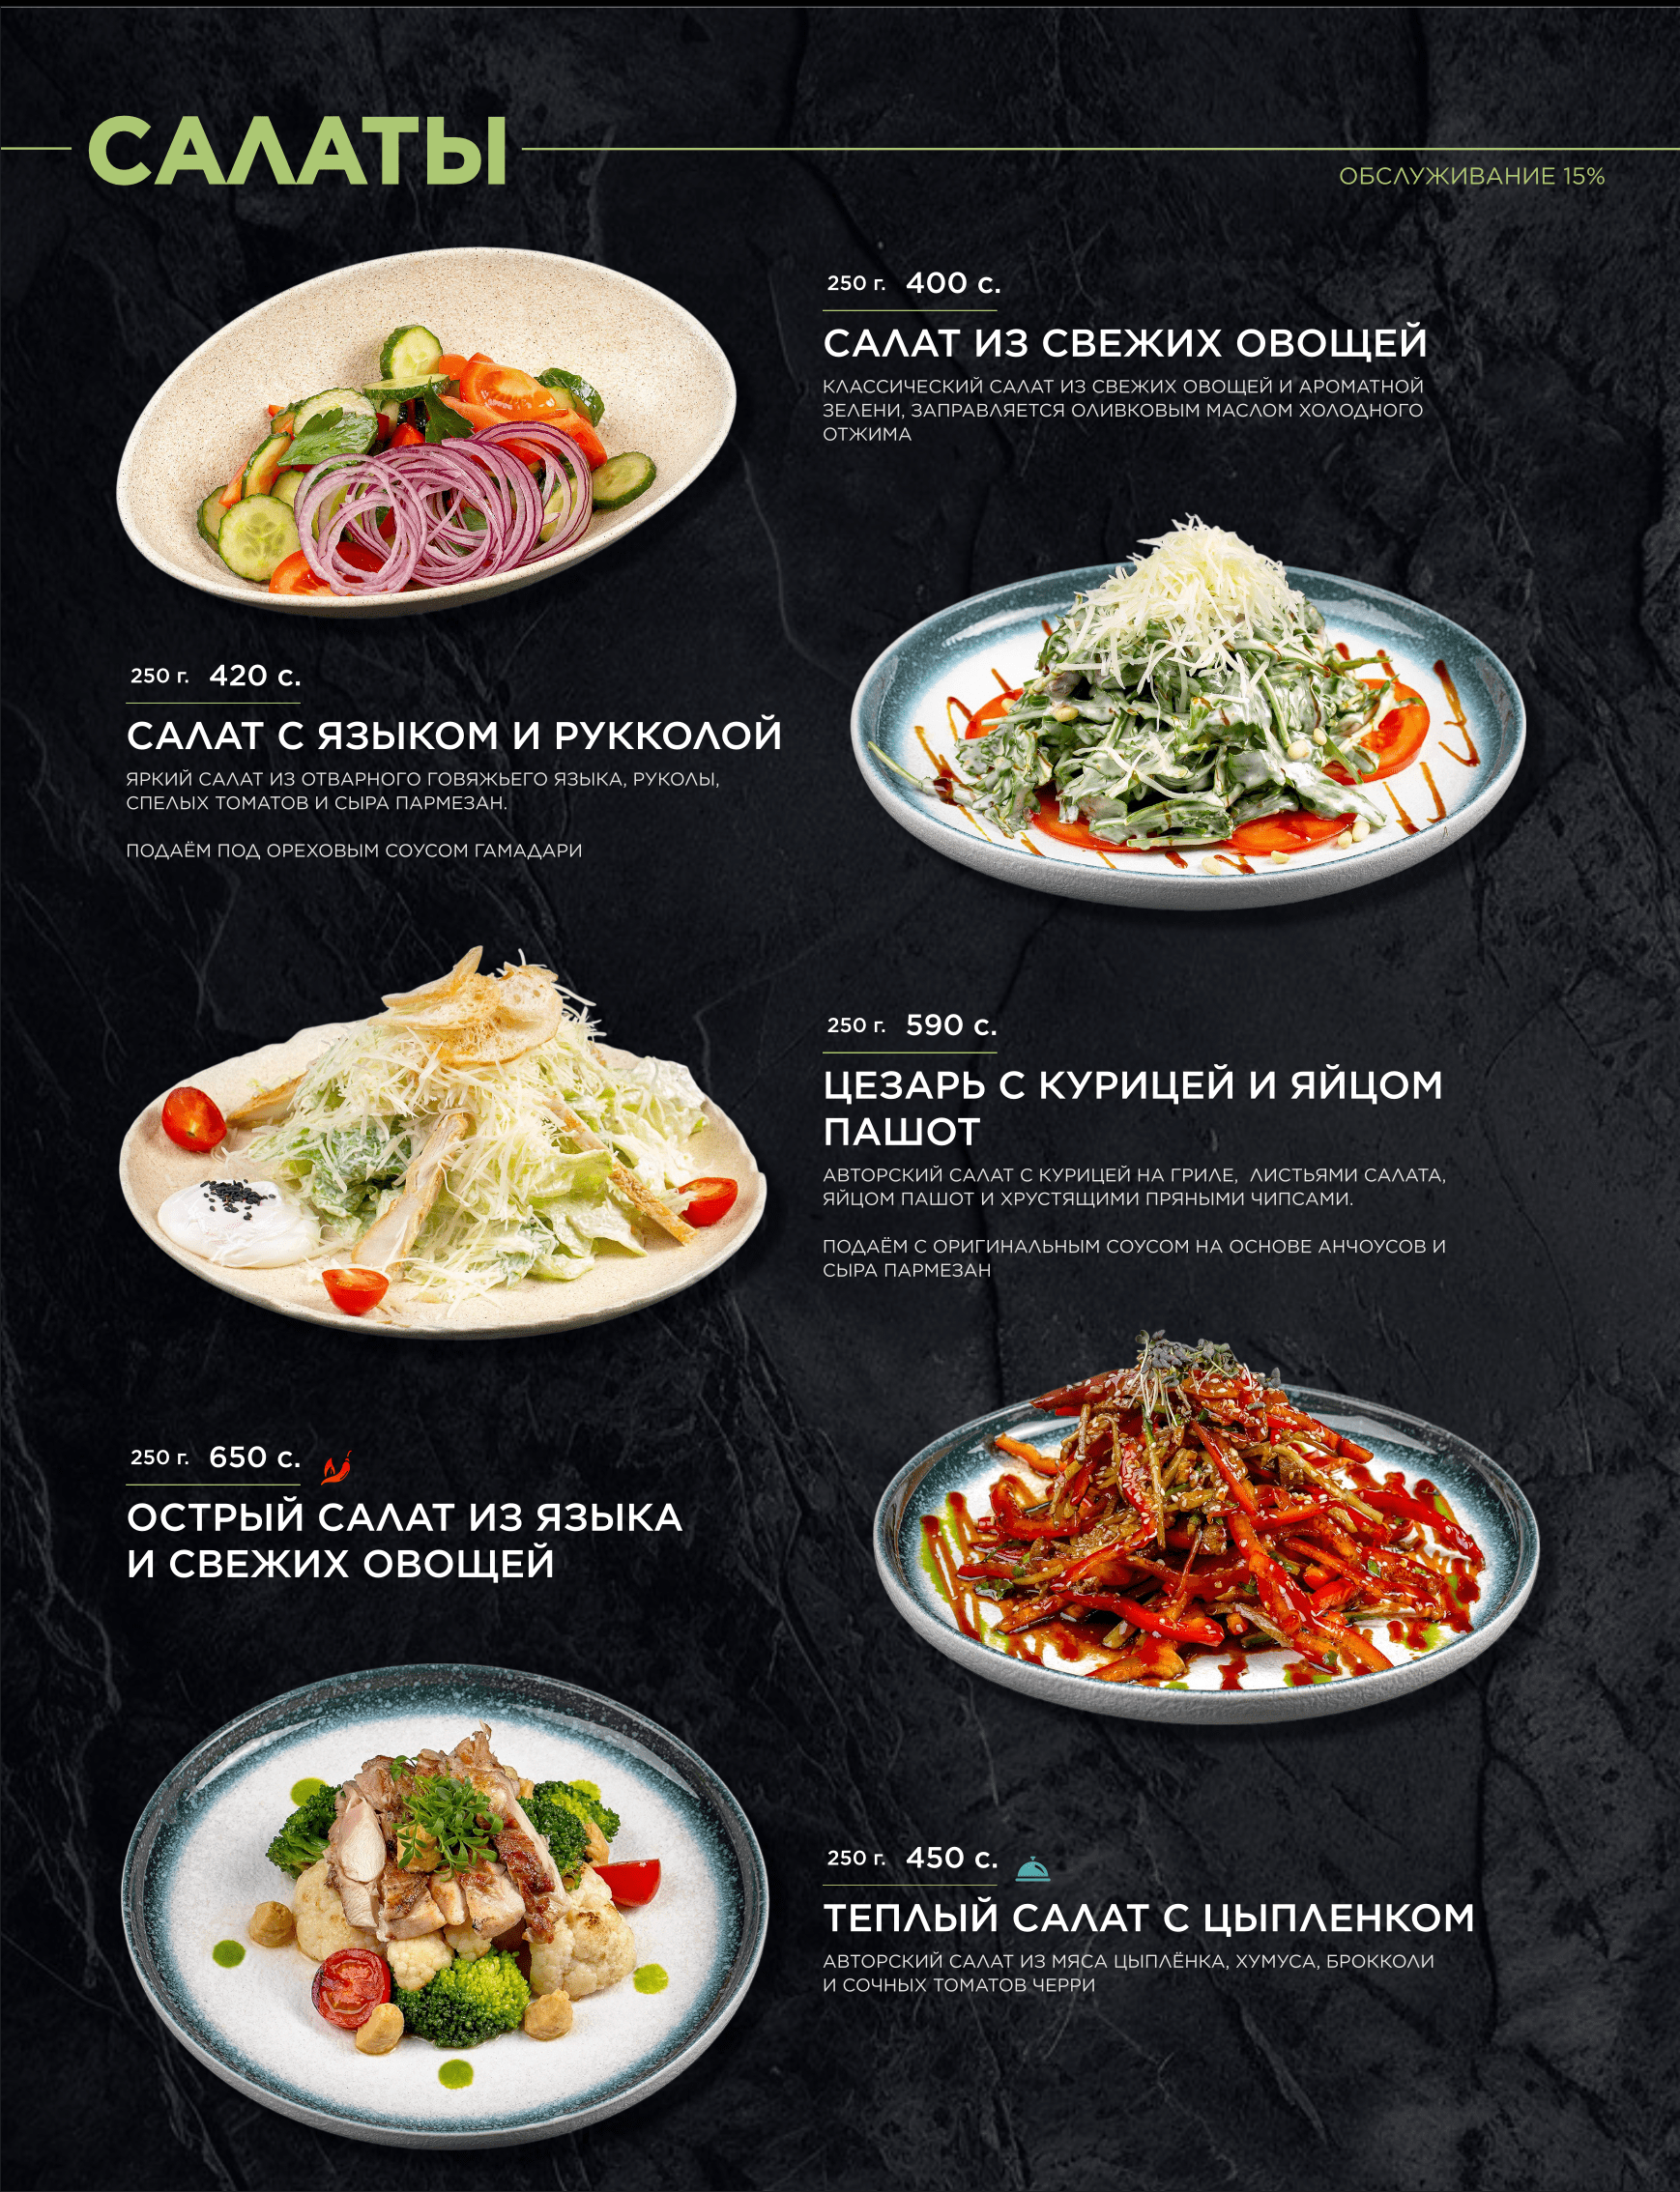 САЛАТЫ
ОБСЛУЖИВАНИЕ 15%
250 г. 400 с.
САЛАТ ИЗ СВЕЖИХ ОВОЩЕЙ
КЛАССИЧЕСКИЙ САЛАТ ИЗ СВЕЖИХ ОВОЩЕЙ И АРОМАТНОЙ
ЗЕЛЕНИ, ЗАПРАВЛЯЕТСЯ ОЛИВКОВЫМ МАСЛОМ ХОЛОДНОГО
ОТЖИМА
250 г. 420 с.
САЛАТ С ЯЗЫКОМ И РУККОЛОЙ
ЯРКИЙ САЛАТ ИЗ ОТВАРНОГО ГОВЯЖЬЕГО ЯЗЫКА, РУКОЛЫ,
СПЕЛЫХ ТОМАТОВ И СЫРА ПАРМЕЗАН.
ПОДАЁМ ПОД ОРЕХОВЫМ СОУСОМ ГАМАДАРИ
250 г. 590 с.
ЦЕЗАРЬ С КУРИЦЕЙ И ЯЙЦОМ
ПАШОТ
АВТОРСКИЙ САЛАТ С КУРИЦЕЙ НА ГРИЛЕ, ЛИСТЬЯМИ САЛАТА,
ЯЙЦОМ ПАШОТ И ХРУСТЯЩИМИ ПРЯНЫМИ ЧИПСАМИ.
ПОДАЁМ С ОРИГИНАЛЬНЫМ СОУСОМ НА ОСНОВЕ АНЧОУСОВ И
СЫРА ПАРМЕЗАН
250 г. 650 с.
ОСТРЫЙ САЛАТ ИЗ ЯЗЫКА
И СВЕЖИХ ОВОЩЕЙ
250 г. 450 с.
ТЕПЛЫЙ САЛАТ С ЦЫПЛЕНКОМ
АВТОРСКИЙ САЛАТ ИЗ МЯСА ЦЫПЛЁНКА, ХУМУСА, БРОККОЛИ
И СОЧНЫХ ТОМАТОВ ЧЕРРИ